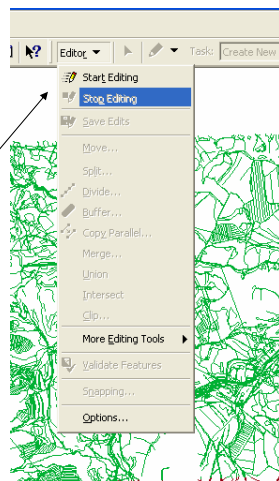 Editor Task: Create New
Start Editing
Stop Editing
Save Edits
Move...
Split...
Divide...
Buffer...
Copy Parallel...
Merge...
Union
Intersect
Clip...
More Editing Tools
Validate Features
Snapping...
Options...